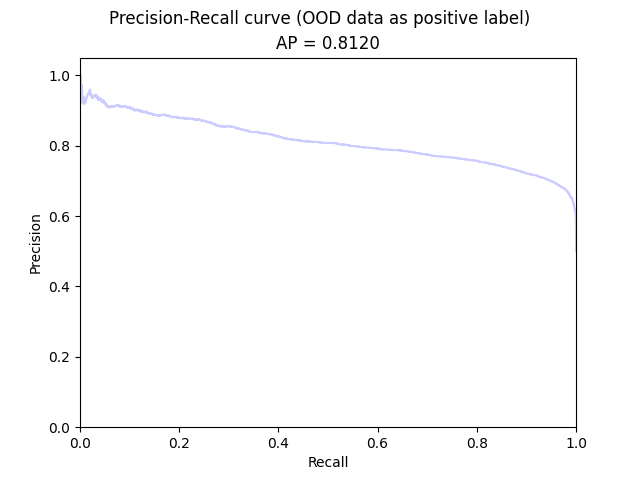 Precision-Recall curve (OOD data as positive label)
AP = 0.8120
1.0
0.8
0.6
0.4
0.2
0.0
Precision
0.0 0.2 0.4 0.6 0.8 1.0
Recall